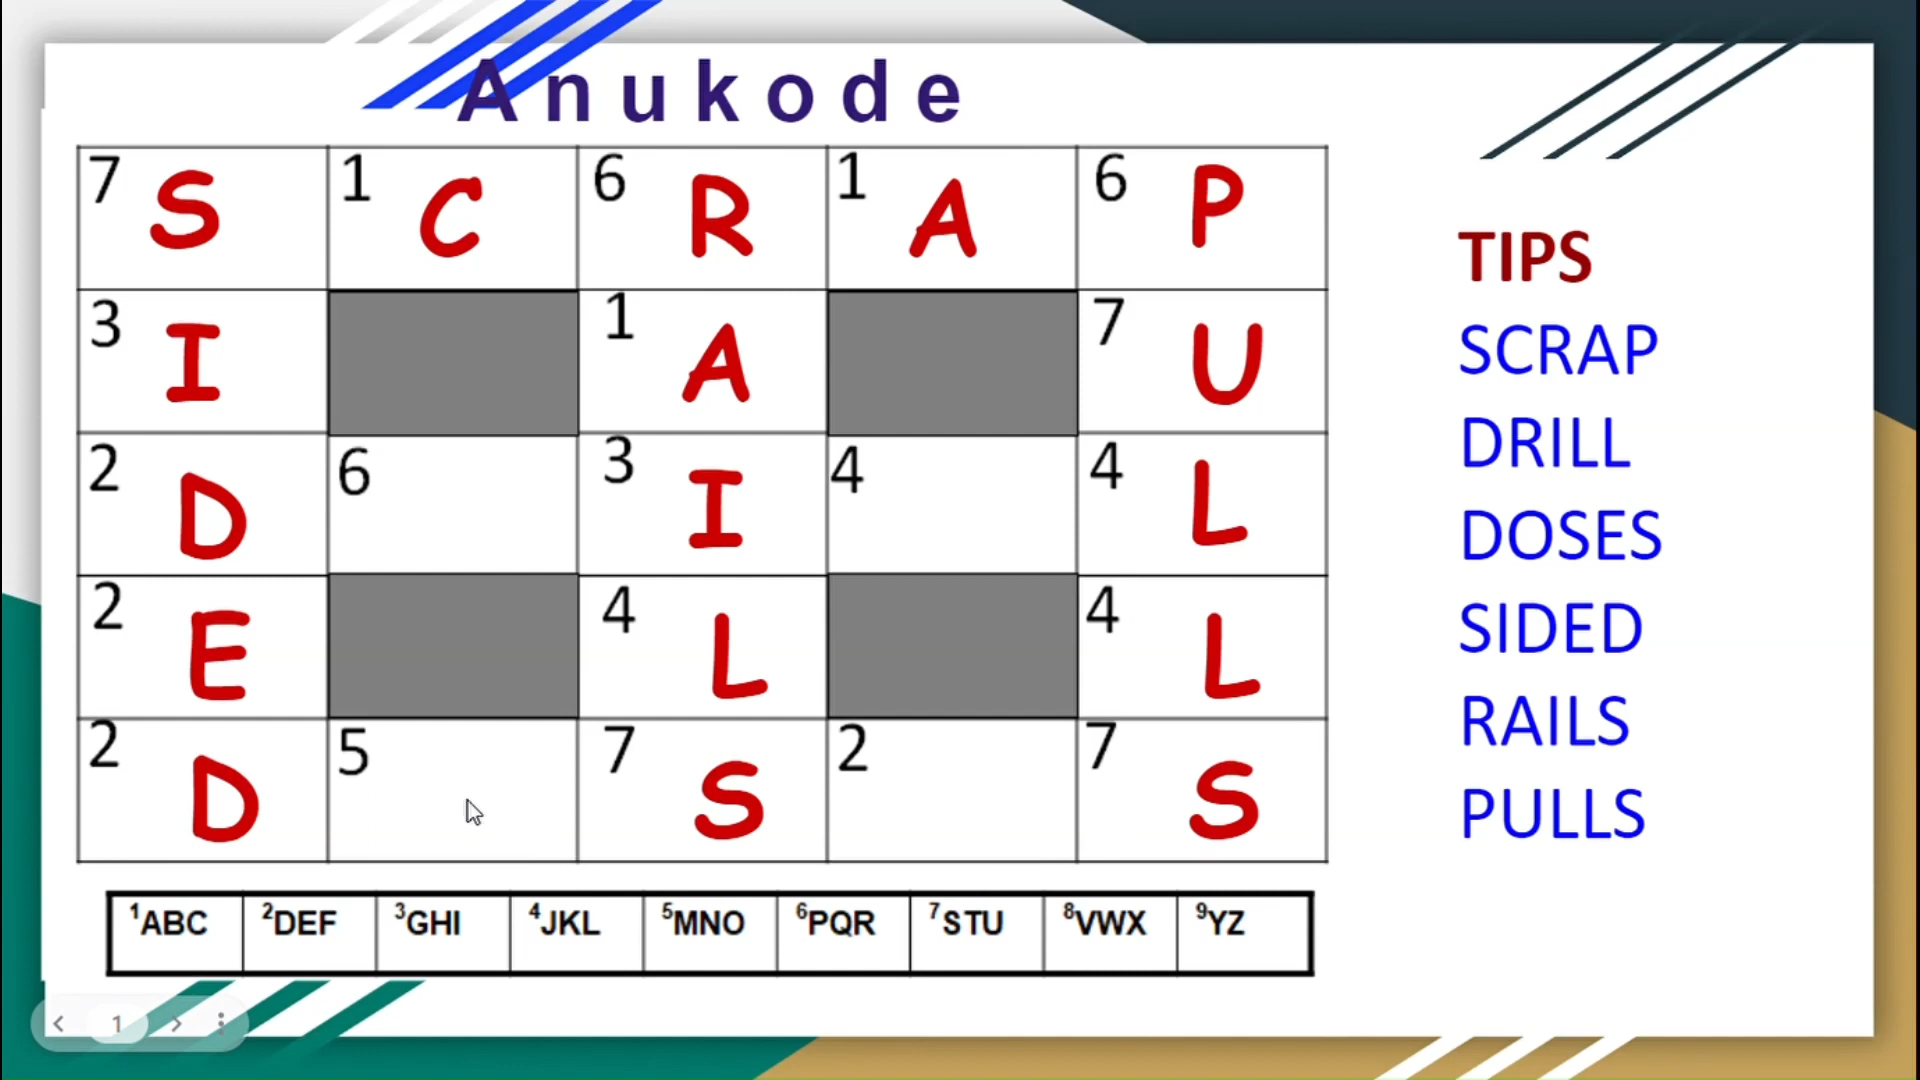 Anukode
7 S 1 C 6 R 1 A 6 P
3 I 1 A 7 U
2 D 6 3 I 4 4 L
2 E 4 L 4 L
2 D 5 7 S 2 7 S
1ABC 2DEF 3GHI 4JKL 5MNO 6PQR 7STU 8VWX 9YZ
TIPS
SCRAP
DRILL
DOSES
SIDED
RAILS
PULLS
1